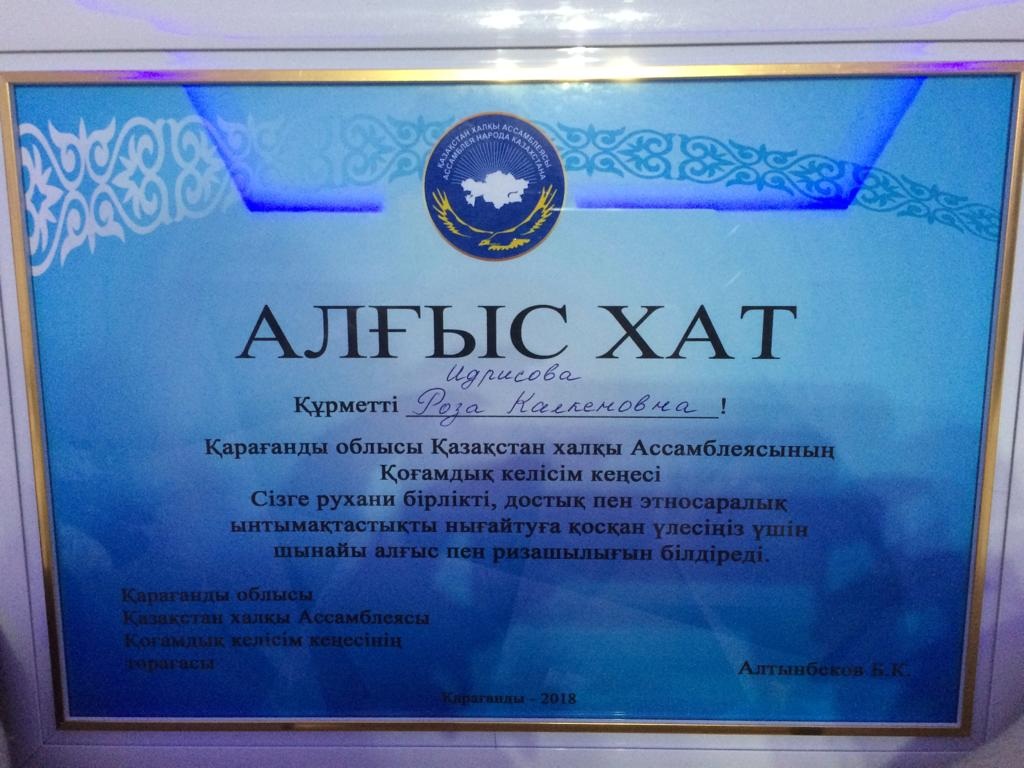 ҚАЗАҚСТАН ХАЛҚЫ АССАМБЛЕЯСЫ
АССАМБЛЕЯ НАРОДА КАЗАХСТАНА
АЛҒЫС ХАТ
Идрисова
Құрметті Роза Калкеновна !
Қарағанды облысы Қазақстан халқы Ассамблеясының
Қоғамдық келісім кеңесі
Сізге рухани бірлікті, достық пен этносаралық
ынтымақтастықты нығайтуға қосқан үлесіңіз үшін
шынайы алғыс пен ризашылығын білдіреді.
Қарағанды облысы
Қазақстан халқы Ассамблеясы
Қоғамдық келісім кеңесінің
төрағасы
Алтынбеков Б.К.
Қарағанды - 2018